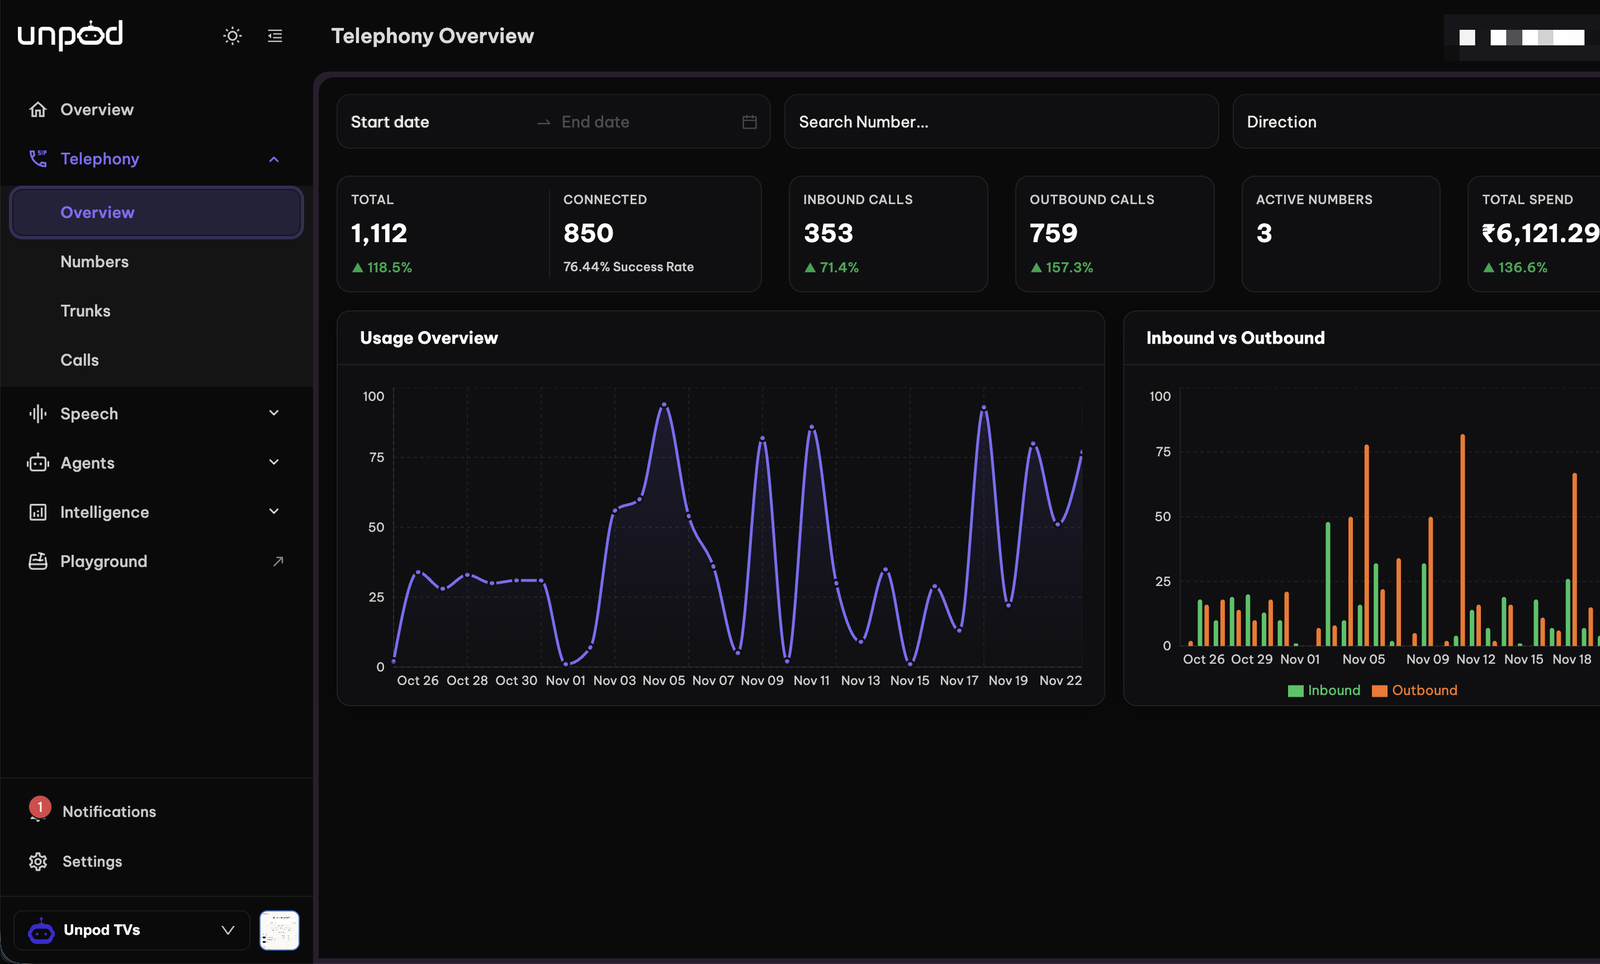 unpod
Telephony Overview
Overview
Telephony
Overview
Numbers
Trunks
Calls
Speech
Agents
Intelligence
Playground
1
Notifications
Settings
Unpod TVs
Start date → End date
Search Number...
Direction
TOTAL
1,112
▲ 118.5%
CONNECTED
850
76.44% Success Rate
INBOUND CALLS
353
▲ 71.4%
OUTBOUND CALLS
759
▲ 157.3%
ACTIVE NUMBERS
3
TOTAL SPEND
₹6,121.29
▲ 136.6%
Usage Overview
100
75
50
25
0
Oct 26 Oct 28 Oct 30 Nov 01 Nov 03 Nov 05 Nov 07 Nov 09 Nov 11 Nov 13 Nov 15 Nov 17 Nov 19 Nov 22
Inbound vs Outbound
100
75
50
25
0
Oct 26 Oct 29 Nov 01 Nov 05 Nov 09 Nov 12 Nov 15 Nov 18
Inbound Outbound